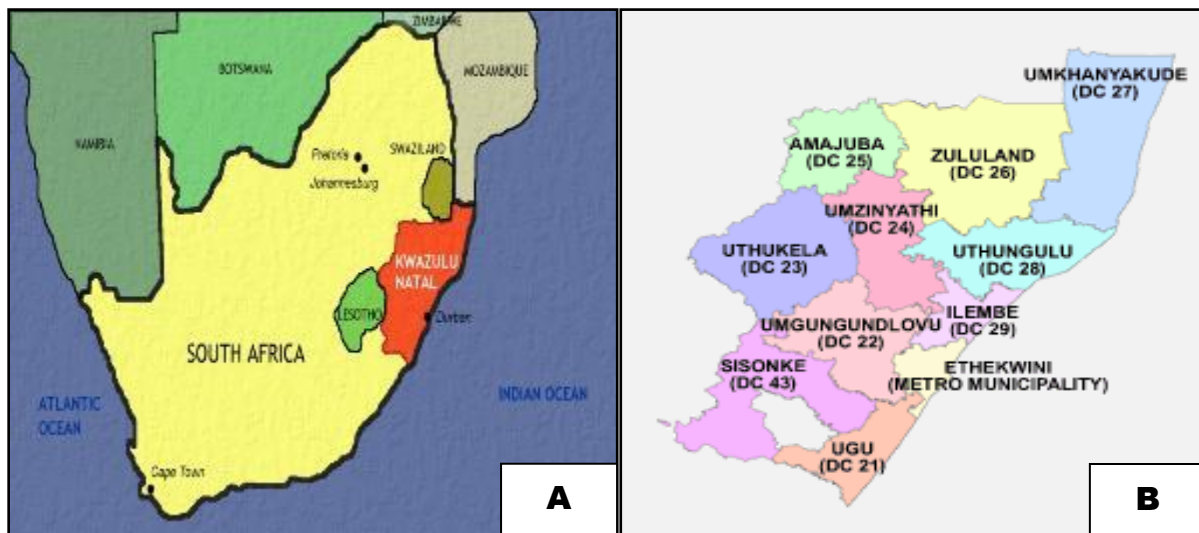 ZIMBABWE
BOTSWANA
MOZAMBIQUE
NAMIBIA
Pretoria
SWAZILAND
Johannesburg
KWAZULU
NATAL
LESOTHO
Durban
SOUTH AFRICA
ATLANTIC
OCEAN
INDIAN OCEAN
Cape Town
A
UMKHANYAKUDE
(DC 27)
AMAJUBA
(DC 25)
ZULULAND
(DC 26)
UMZINYATHI
(DC 24)
UTHUKELA
(DC 23)
UTHUNGULU
(DC 28)
ILEMBE
(DC 29)
UMGUNGUNDLOVU
(DC 22)
SISONKE
(DC 43)
ETHEKWINI
(METRO MUNICIPALITY)
UGU
(DC 21)
B